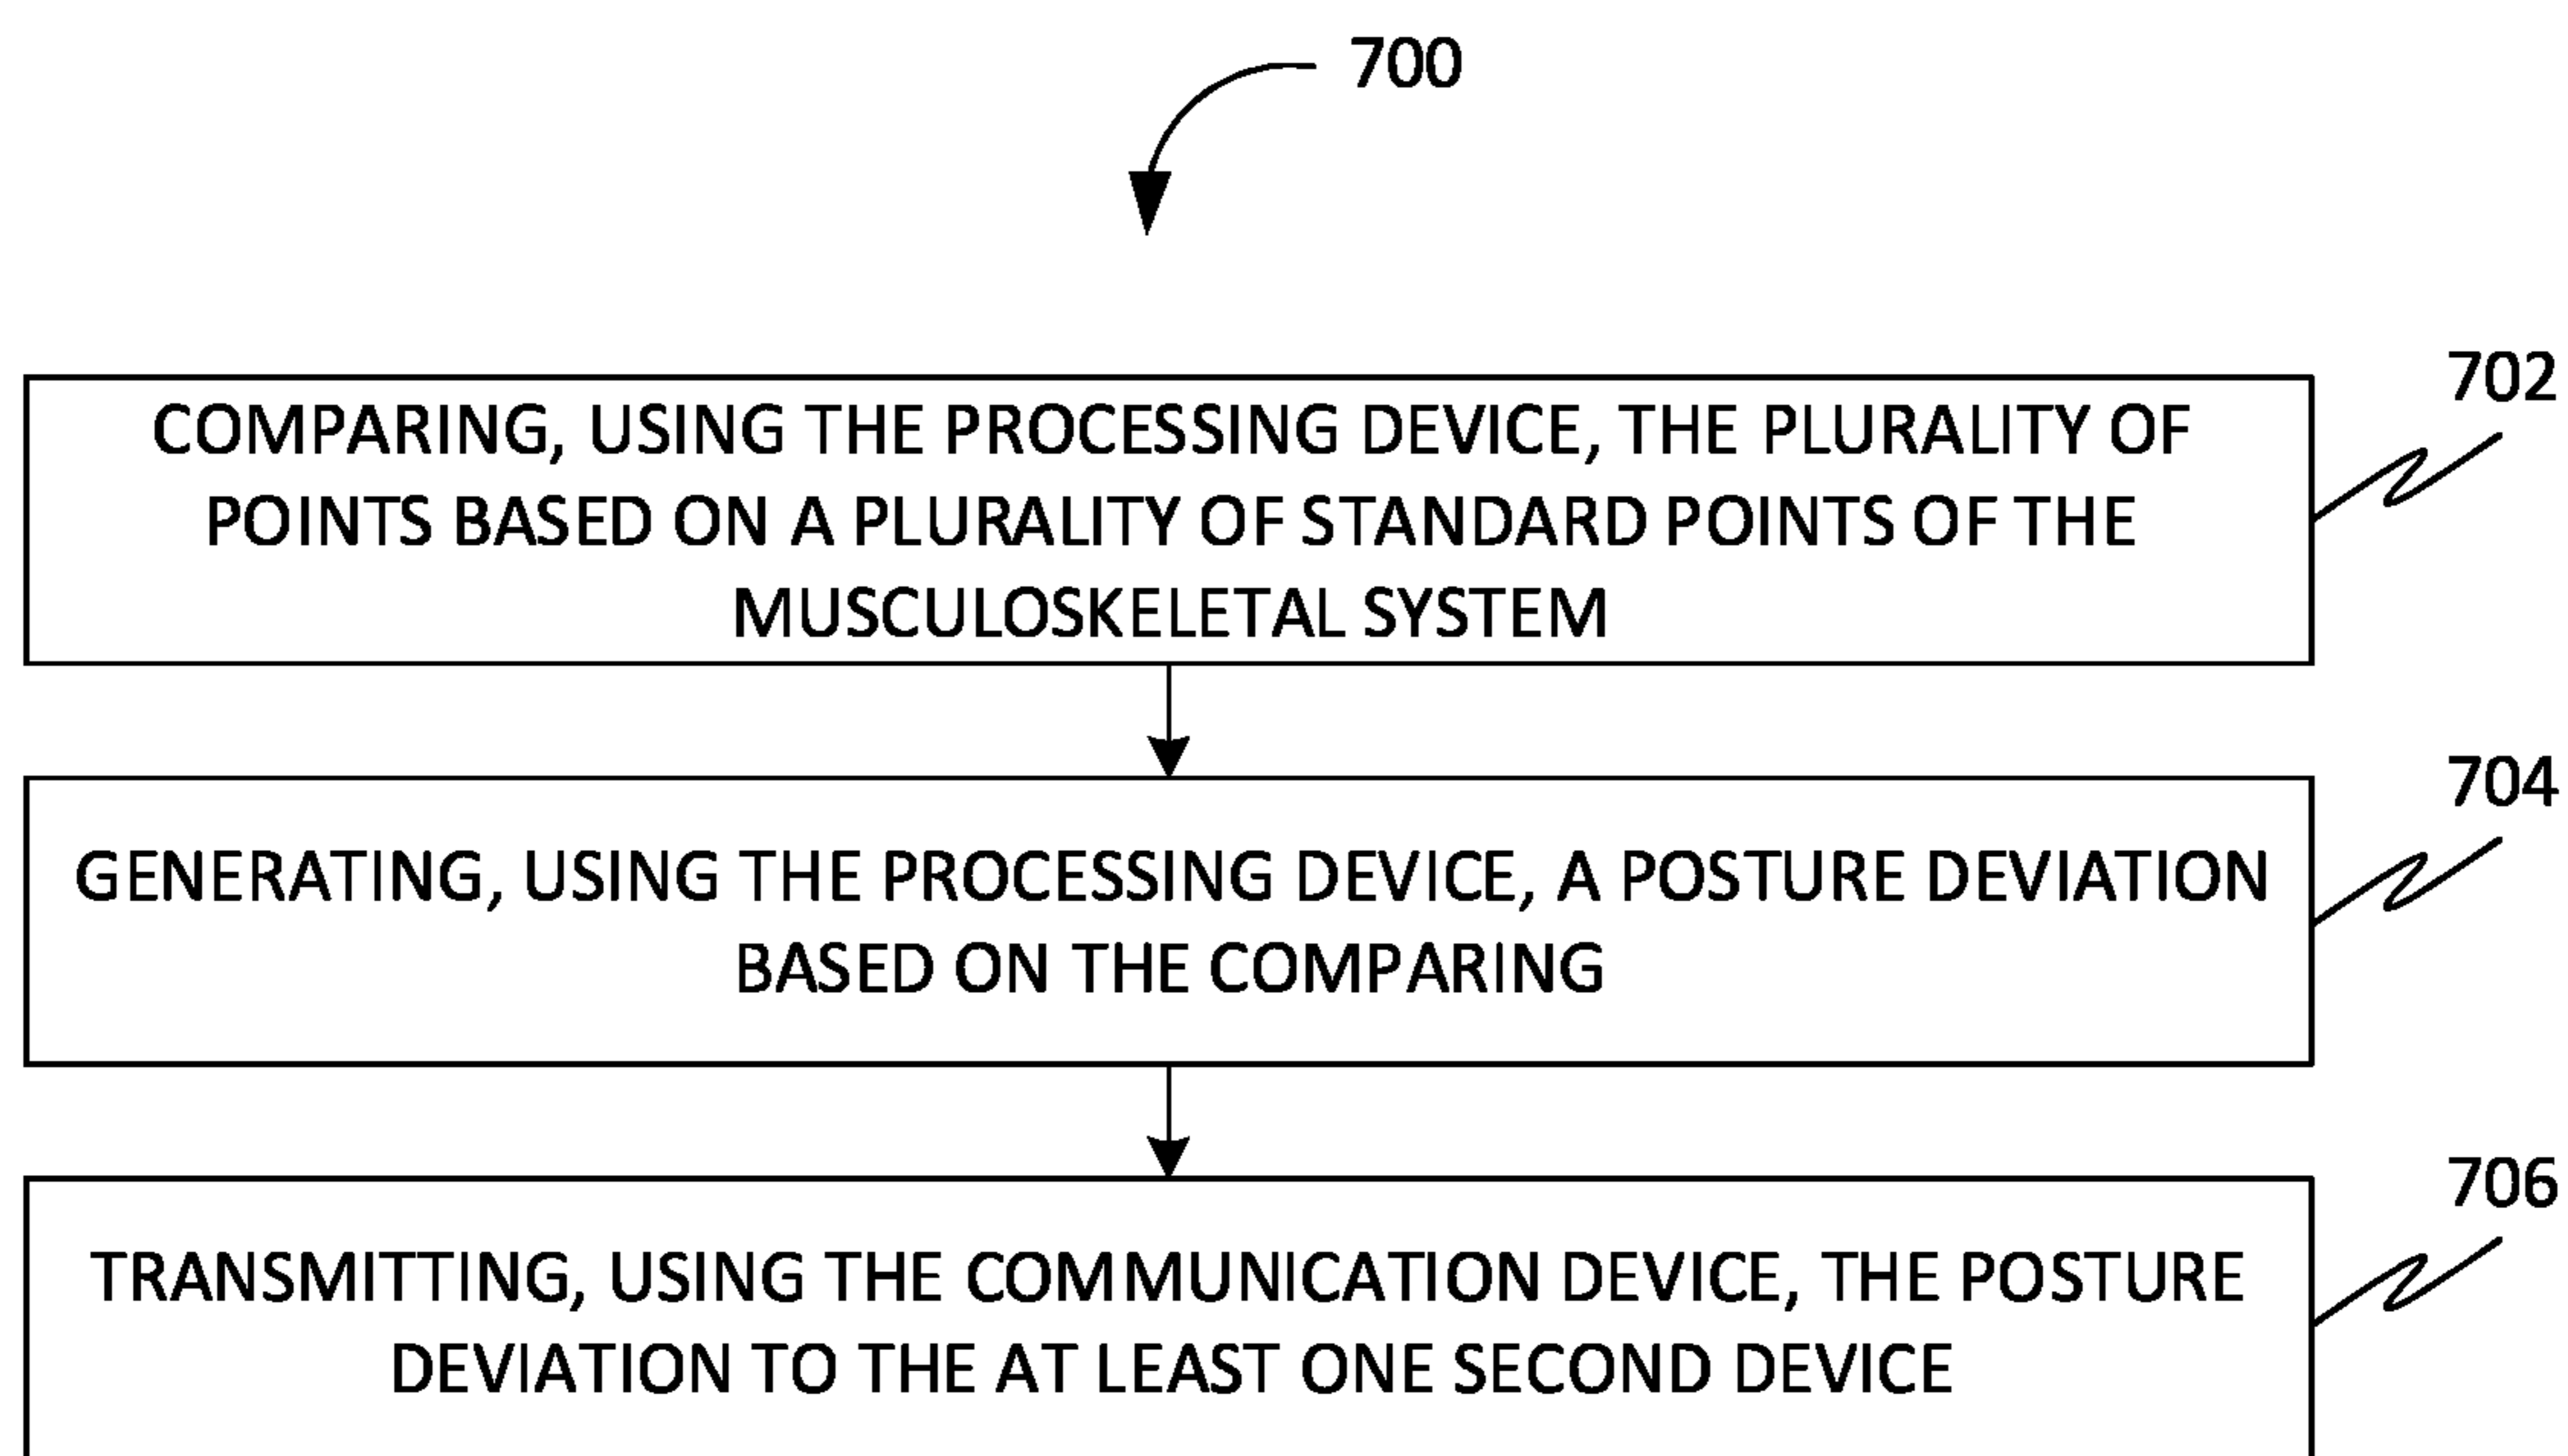 700
702
COMPARING, USING THE PROCESSING DEVICE, THE PLURALITY OF
POINTS BASED ON A PLURALITY OF STANDARD POINTS OF THE
MUSCULOSKELETAL SYSTEM
704
GENERATING, USING THE PROCESSING DEVICE, A POSTURE DEVIATION
BASED ON THE COMPARING
706
TRANSMITTING, USING THE COMMUNICATION DEVICE, THE POSTURE
DEVIATION TO THE AT LEAST ONE SECOND DEVICE